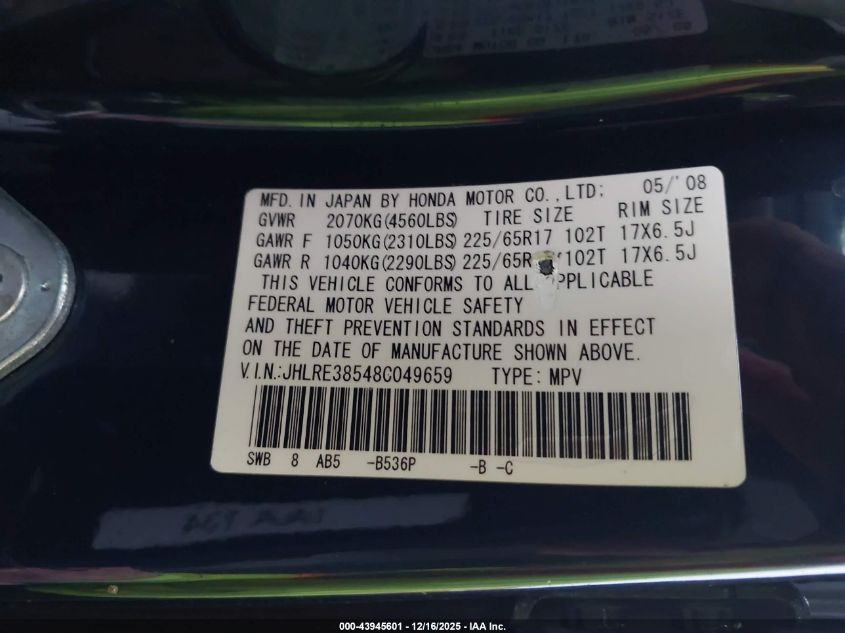 MFD. IN JAPAN BY HONDA MOTOR CO.,LTD; 05/'08
GVWR 2070KG(4560LBS) TIRE SIZE RIM SIZE
GAWR F 1050KG(2310LBS) 225/65R17 102T 17X6.5J
GAWR R 1040KG(2290LBS) 225/65R 102T 17X6.5J
THIS VEHICLE CONFORMS TO ALL PPLICABLE
FEDERAL MOTOR VEHICLE SAFETY
AND THEFT PREVENTION STANDARDS IN EFFECT
ON THE DATE OF MANUFACTURE SHOWN ABOVE.
V.I.N.:JHLRE38548C049659 TYPE: MPV
SWB 8 AB5 -B536P -B -C
000-43945601 - 12/16/2025 - IAA Inc.